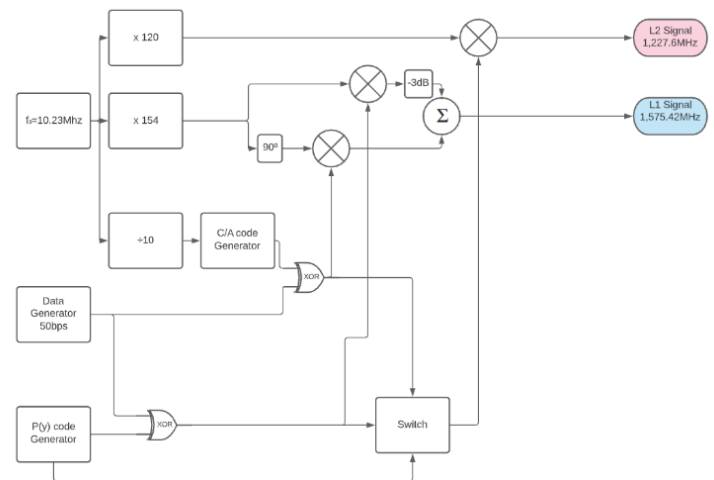 x 120
L2 Signal
1,227.6MHz
-3dB
f₀=10.23Mhz
x 154
Σ
L1 Signal
1,575.42MHz
90º
÷10
C/A code
Generator
XOR
Data
Generator
50bps
P(y) code
Generator
XOR
Switch